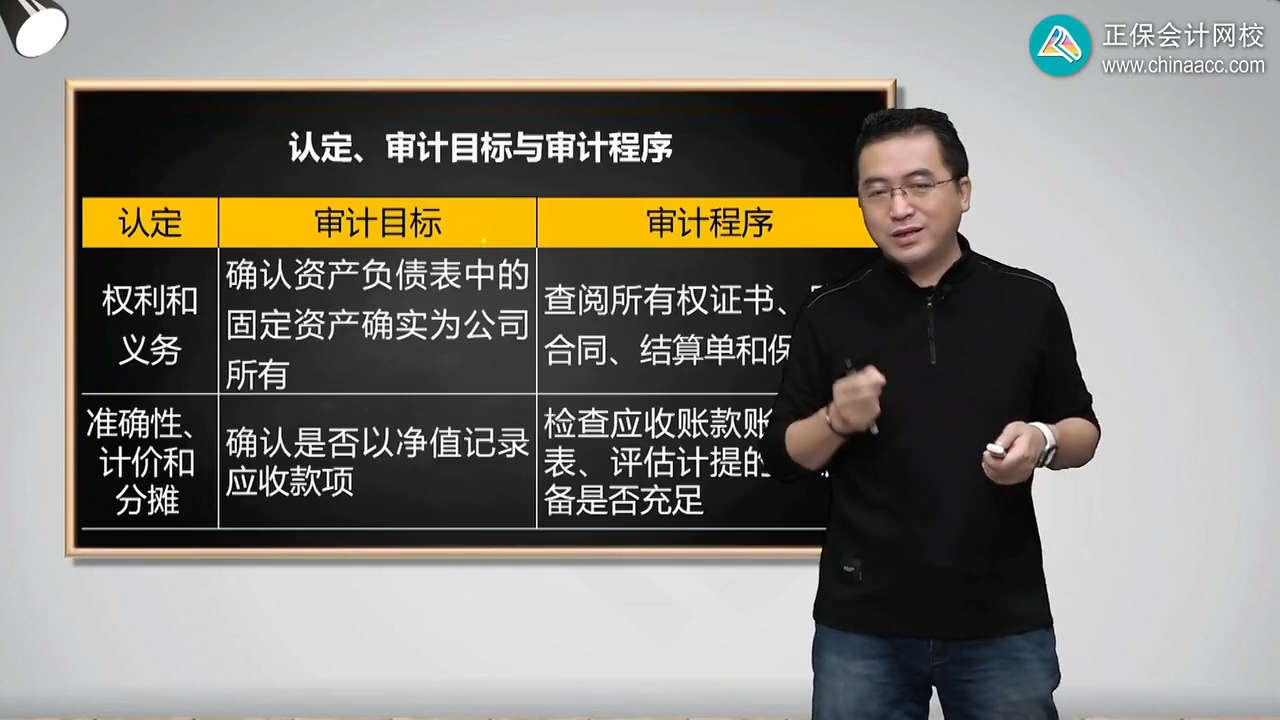 正保会计网校
www.chinaacc.com
认定、审计目标与审计程序
认定
审计目标
审计程序
权利和
义务
确认资产负债表中的
固定资产确实为公司
所有
查阅所有权证书、
合同、结算单和保
准确性、
计价和
分摊
确认是否以净值记录
应收款项
检查应收账款账
表、评估计提的
备是否充足